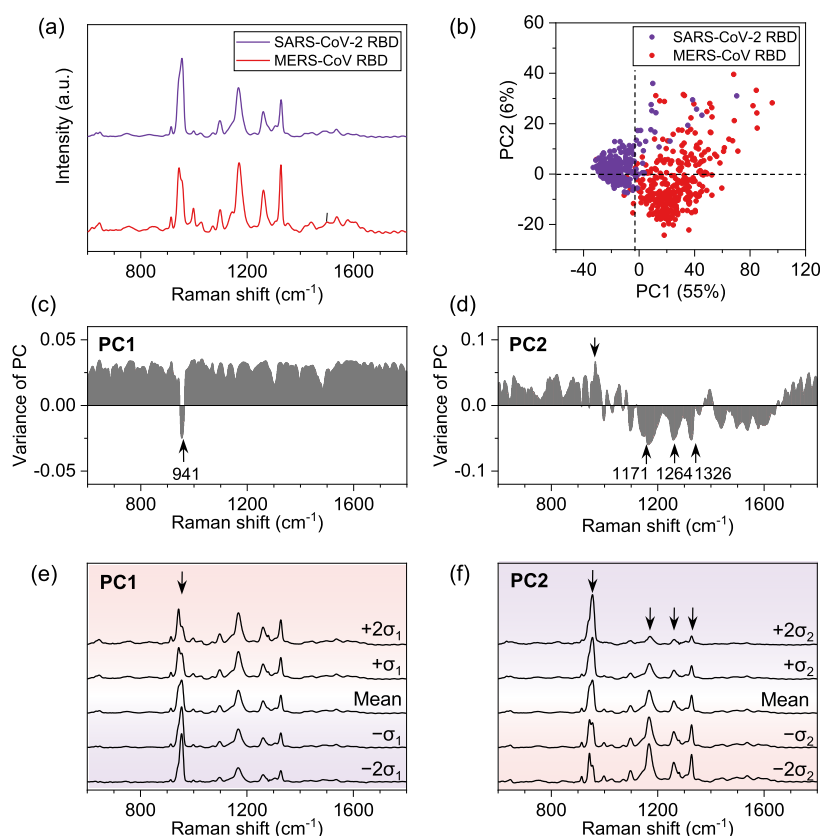 (a)
SARS-CoV-2 RBD
MERS-CoV RBD
Intensity (a.u.)
800 1200 1600
Raman shift (cm⁻¹)
(b)
SARS-CoV-2 RBD
MERS-CoV RBD
PC2 (6%)
60
40
20
0
-20
-40 0 40 80 120
PC1 (55%)
(c)
PC1
Variance of PC
0.05
0.00
-0.05
941
800 1200 1600
Raman shift (cm⁻¹)
(d)
PC2
Variance of PC
0.1
0.0
-0.1
1171 1264 1326
800 1200 1600
Raman shift (cm⁻¹)
(e)
PC1
+2σ₁
+σ₁
Mean
−σ₁
−2σ₁
800 1200 1600
Raman shift (cm⁻¹)
(f)
PC2
+2σ₂
+σ₂
Mean
−σ₂
−2σ₂
800 1200 1600
Raman shift (cm⁻¹)